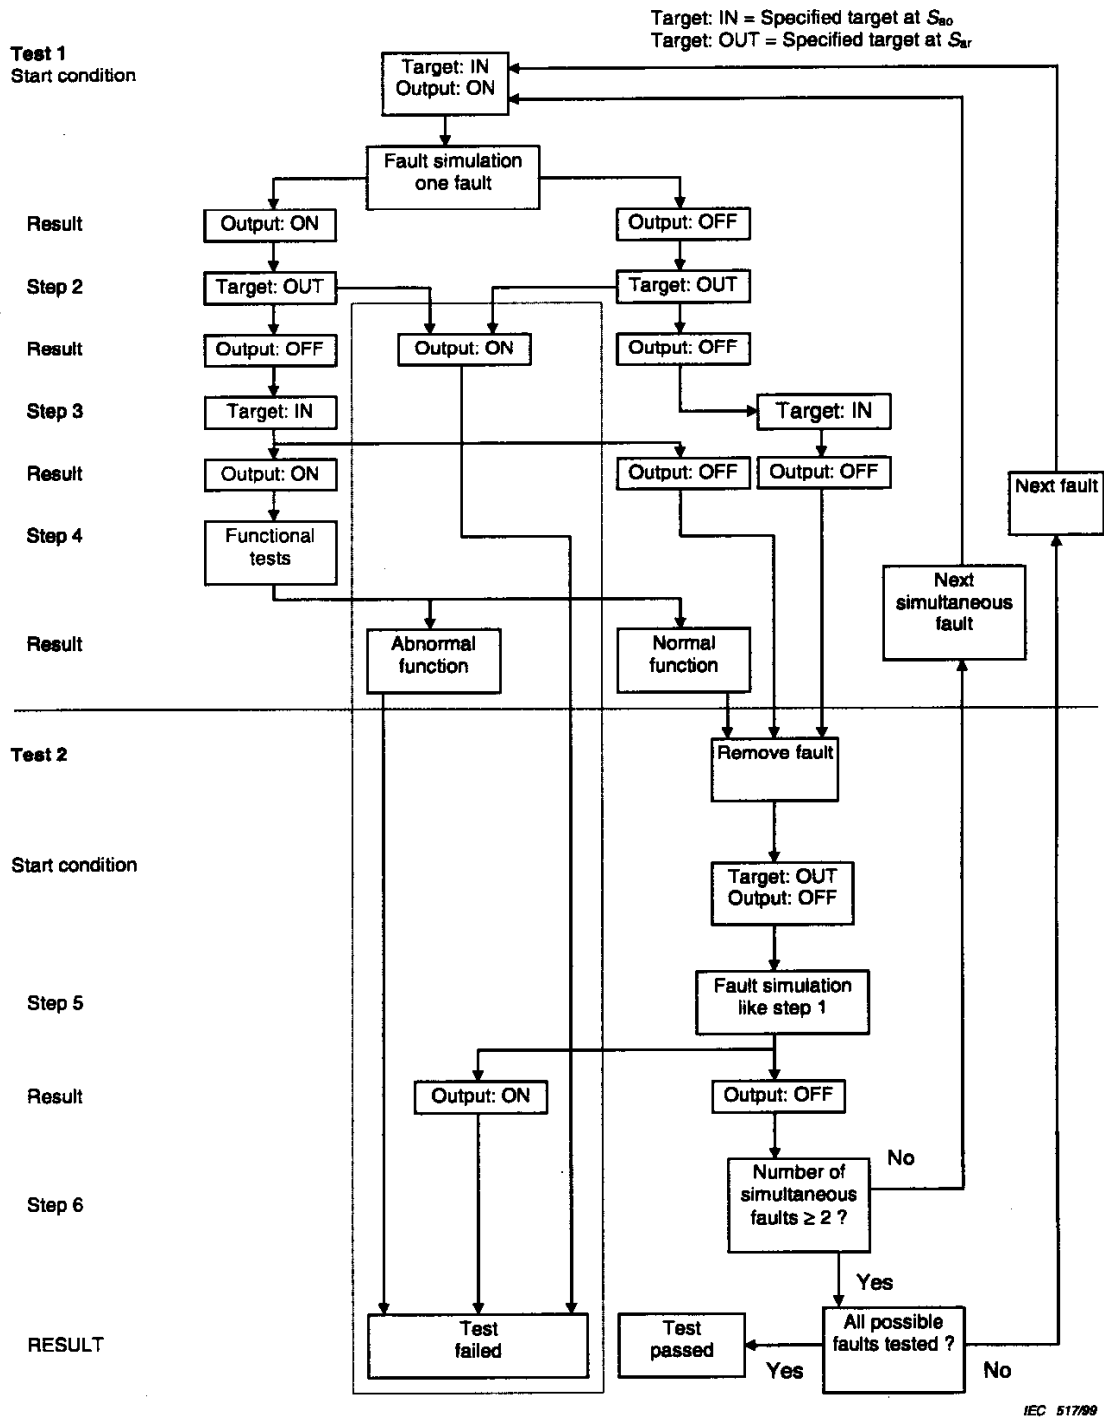 Target: IN = Specified target at Sao
Target: OUT = Specified target at Sar
Test 1
Start condition
Target: IN
Output: ON
Fault simulation
one fault
Result
Output: ON
Output: OFF
Step 2
Target: OUT
Target: OUT
Result
Output: OFF
Output: ON
Output: OFF
Step 3
Target: IN
Target: IN
Result
Output: ON
Output: OFF
Output: OFF
Next fault
Step 4
Functional
tests
Next
simultaneous
fault
Result
Abnormal
function
Normal
function
Test 2
Remove fault
Start condition
Target: OUT
Output: OFF
Step 5
Fault simulation
like step 1
Result
Output: ON
Output: OFF
Step 6
Number of
simultaneous
faults ≥ 2 ?
No
Yes
RESULT
Test
failed
Test
passed
Yes
All possible
faults tested ?
No
IEC 517/99